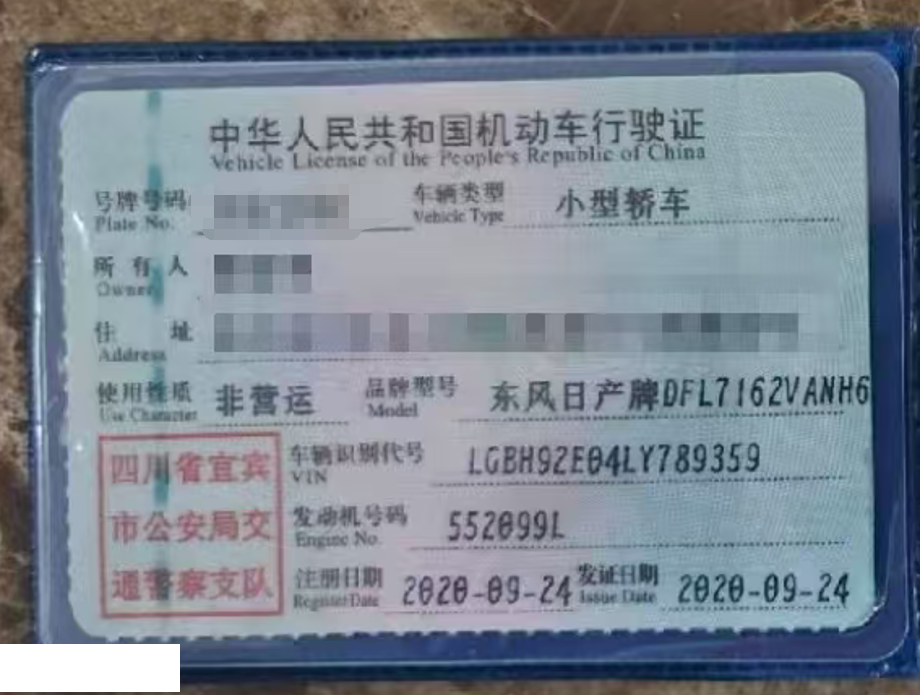 中华人民共和国机动车行驶证
Vehicle License of the People's Republic of China
号牌号码 车辆类型 小型轿车
Plate No. Vehicle Type
所有人
Owner
住址
Address
使用性质 非营运 品牌型号 东风日产牌DFL7162VANH6
Use Character Model
四川省宜宾 车辆识别代号 LGBH92E04LY789359
VIN
市公安局交 发动机号码 552099L
Engine No.
通警察支队 注册日期 2020-09-24 发证日期 2020-09-24
Register Date Issue Date